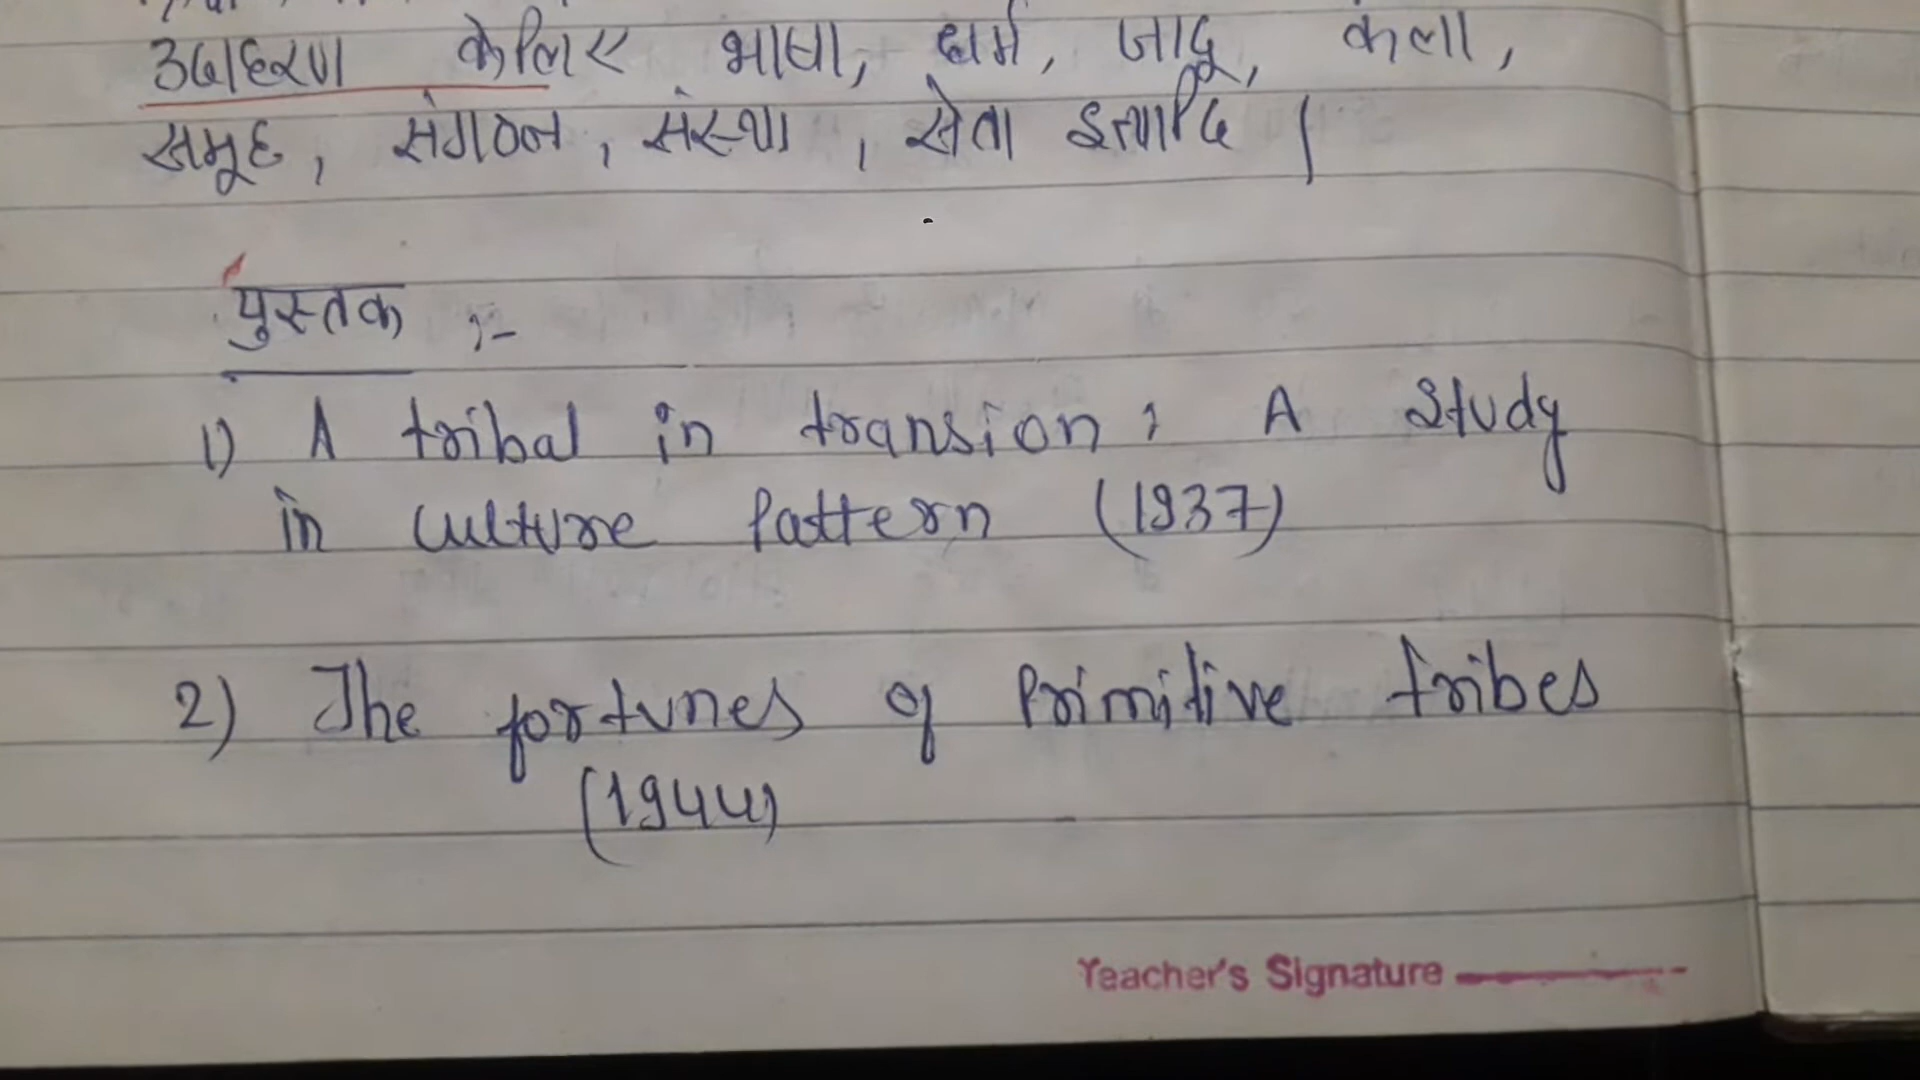 उदाहरण केलिए भाषा, धर्म, जादू, कला,
समूह, संगठन, संस्था, सेता इत्यादि |
पुस्तक :-
1) A tribal in transion : A Study
in culture Pattern (1937)
2) The fortunes of Primitive tribes
(1944)
Teacher's Signature